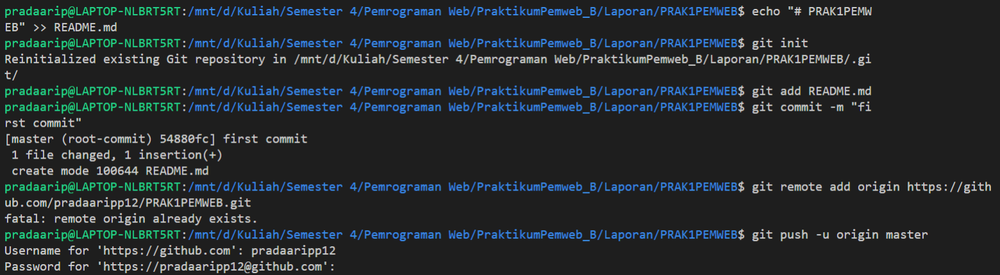 pradaarip@LAPTOP-NLBRT5RT:/mnt/d/Kuliah/Semester 4/Pemrograman Web/PraktikumPemweb_B/Laporan/PRAK1PEMWEB$ echo "# PRAK1PEMW
EB" >> README.md
pradaarip@LAPTOP-NLBRT5RT:/mnt/d/Kuliah/Semester 4/Pemrograman Web/PraktikumPemweb_B/Laporan/PRAK1PEMWEB$ git init
Reinitialized existing Git repository in /mnt/d/Kuliah/Semester 4/Pemrograman Web/PraktikumPemweb_B/Laporan/PRAK1PEMWEB/.gi
t/
pradaarip@LAPTOP-NLBRT5RT:/mnt/d/Kuliah/Semester 4/Pemrograman Web/PraktikumPemweb_B/Laporan/PRAK1PEMWEB$ git add README.md
pradaarip@LAPTOP-NLBRT5RT:/mnt/d/Kuliah/Semester 4/Pemrograman Web/PraktikumPemweb_B/Laporan/PRAK1PEMWEB$ git commit -m "fi
rst commit"
[master (root-commit) 54880fc] first commit
 1 file changed, 1 insertion(+)
 create mode 100644 README.md
pradaarip@LAPTOP-NLBRT5RT:/mnt/d/Kuliah/Semester 4/Pemrograman Web/PraktikumPemweb_B/Laporan/PRAK1PEMWEB$ git remote add origin https://gith
ub.com/pradaaripp12/PRAK1PEMWEB.git
fatal: remote origin already exists.
pradaarip@LAPTOP-NLBRT5RT:/mnt/d/Kuliah/Semester 4/Pemrograman Web/PraktikumPemweb_B/Laporan/PRAK1PEMWEB$ git push -u origin master
Username for 'https://github.com': pradaaripp12
Password for 'https://pradaaripp12@github.com':